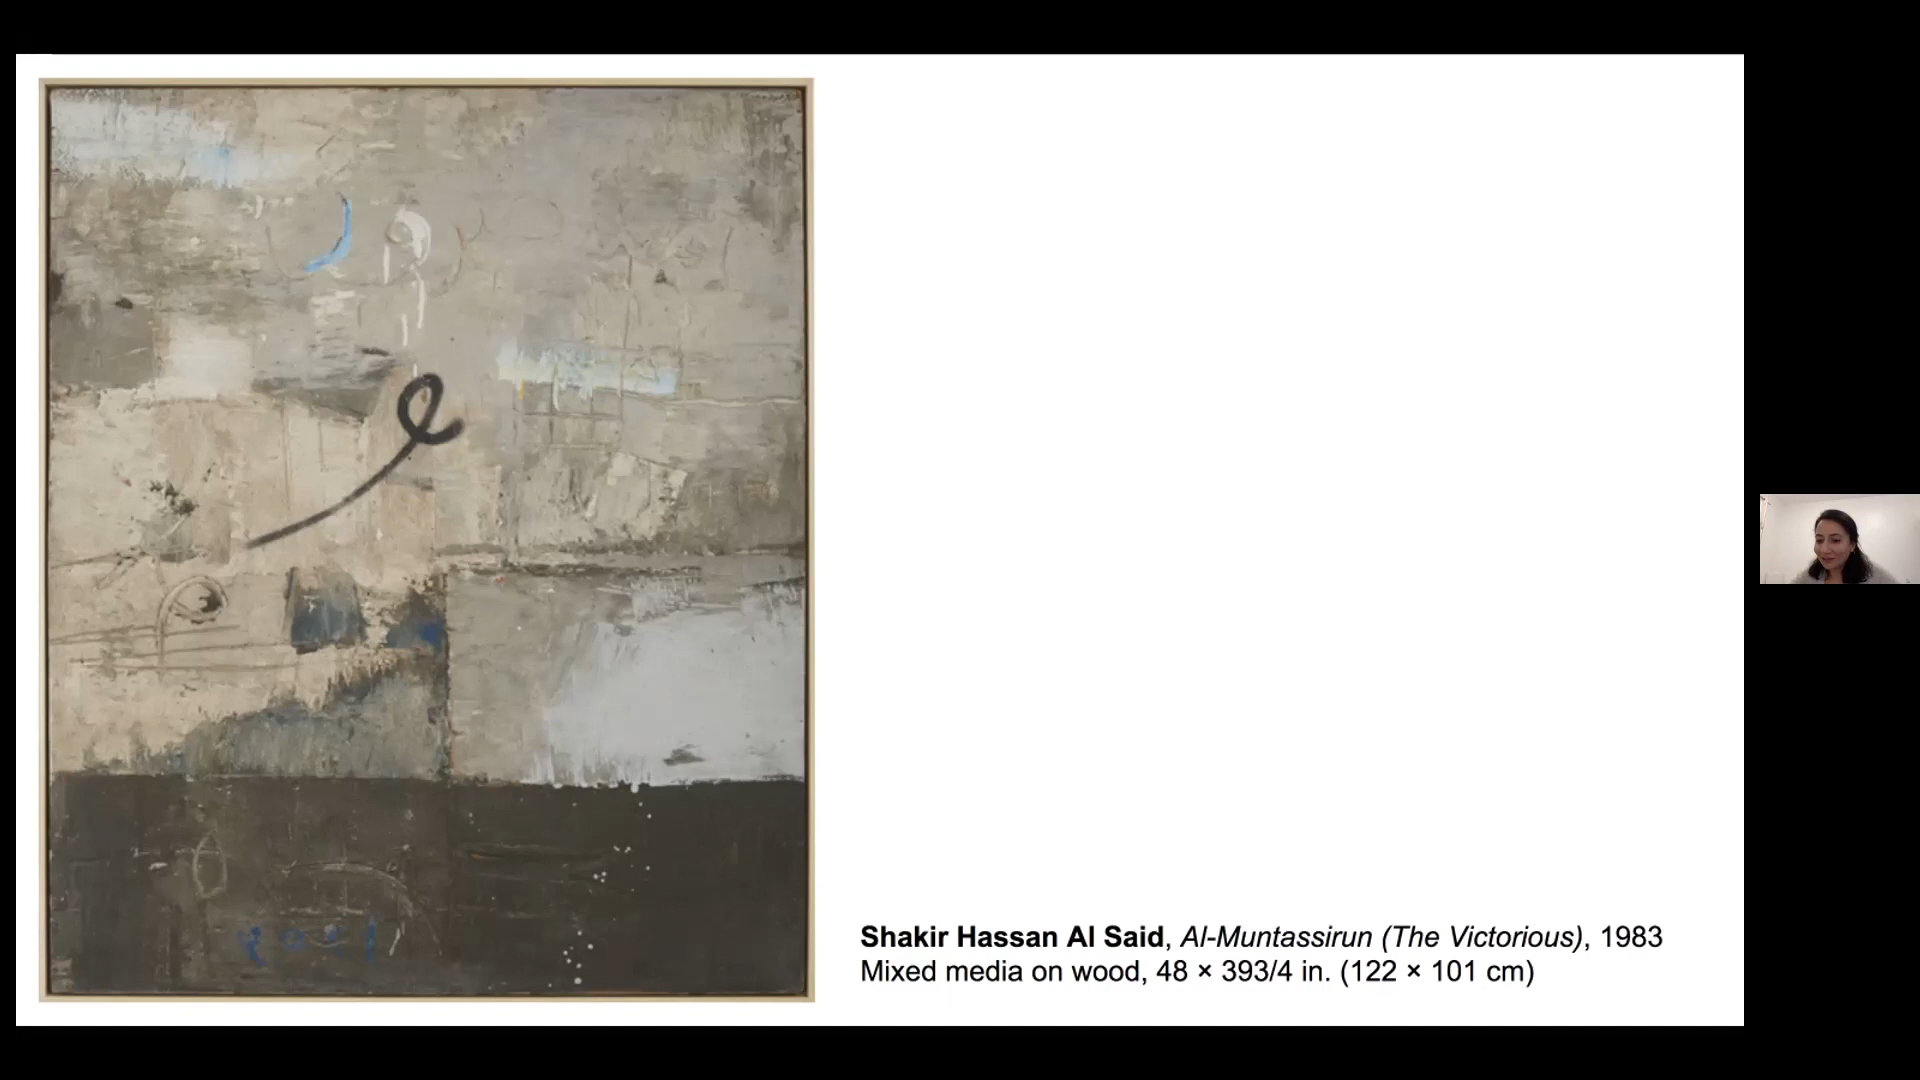 Shakir Hassan Al Said, Al-Muntassirun (The Victorious), 1983
Mixed media on wood, 48 × 393/4 in. (122 × 101 cm)